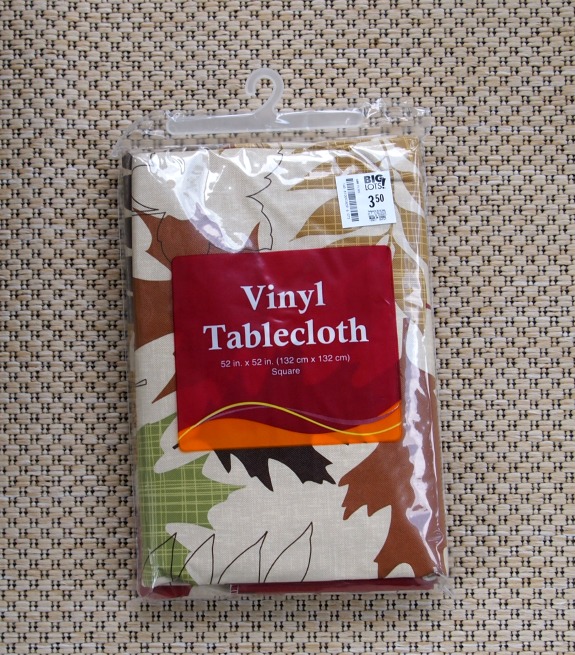 BIG
LOTS!
3.50
Vinyl
Tablecloth
52 in. x 52 in. (132 cm x 132 cm)
Square